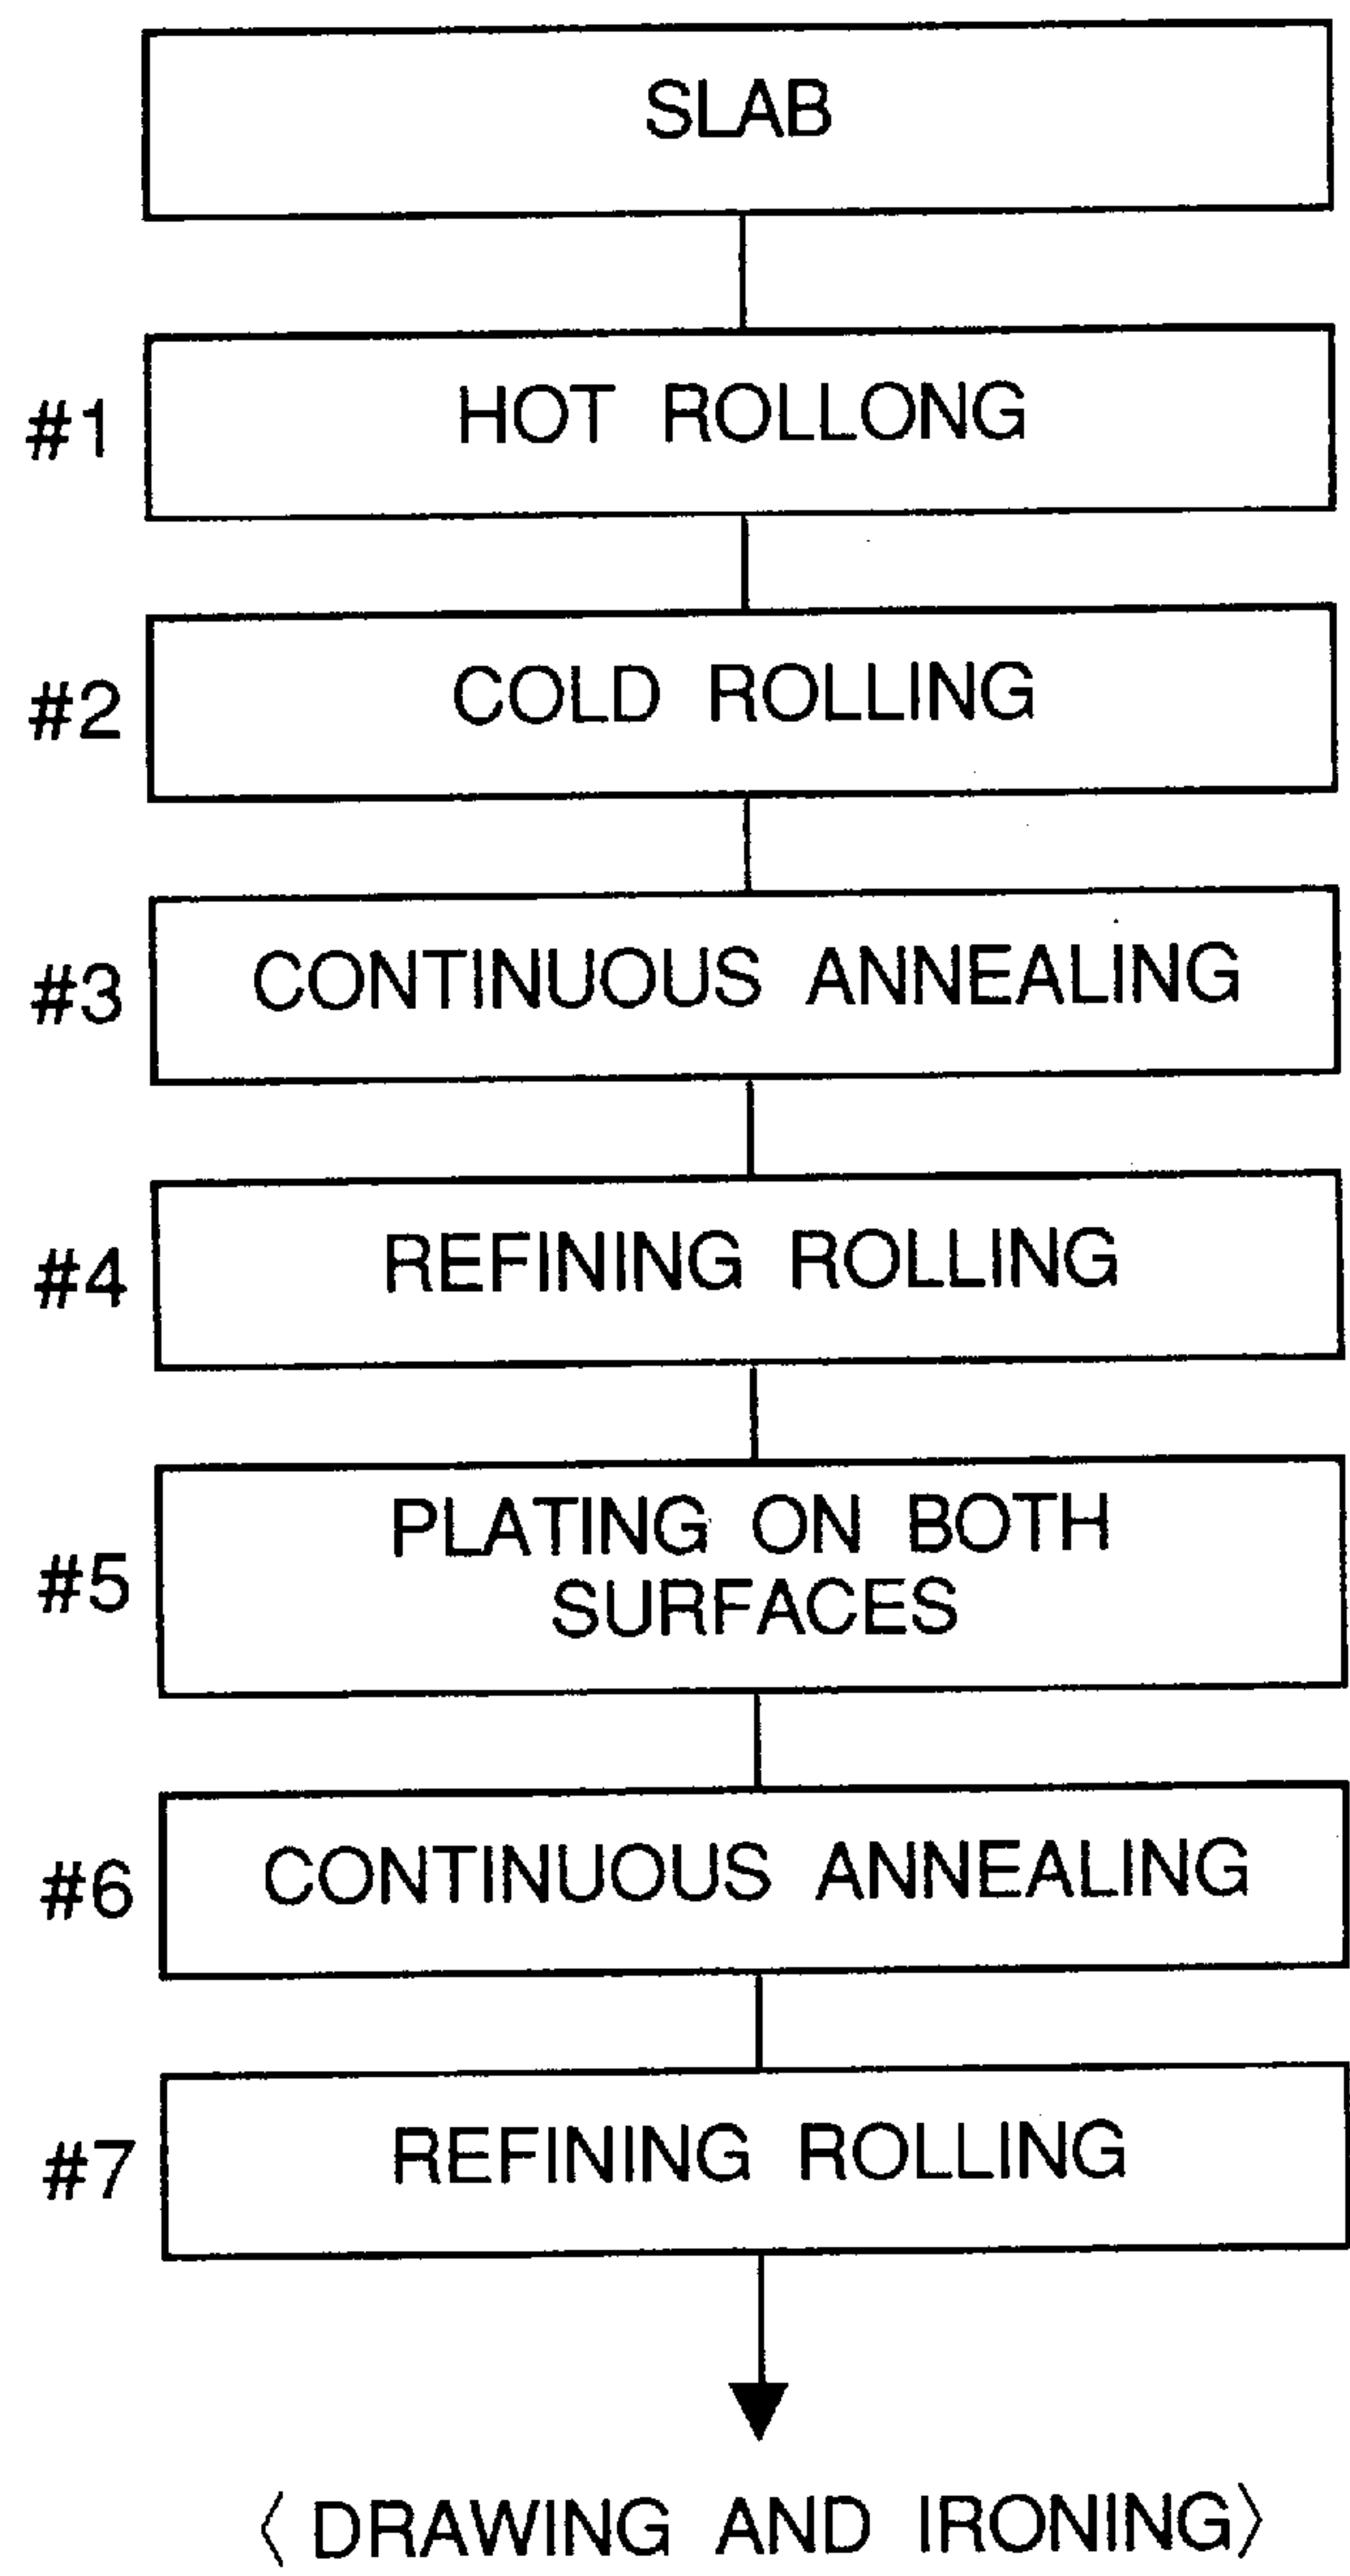 SLAB
#1 HOT ROLLONG
#2 COLD ROLLING
#3 CONTINUOUS ANNEALING
#4 REFINING ROLLING
PLATING ON BOTH
#5
SURFACES
#6 CONTINUOUS ANNEALING
#7 REFINING ROLLING
〈 DRAWING AND IRONING〉